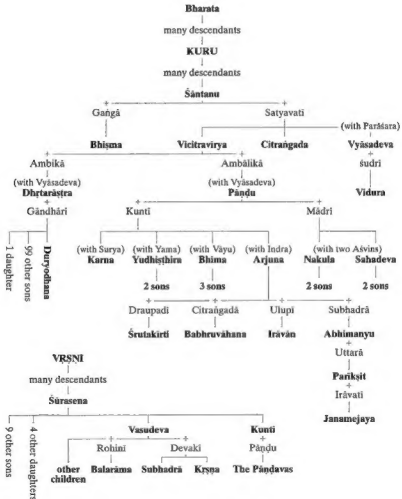 Bharata
many descendants
KURU
many descendants
Śāntanu
Gaṅgā Satyavatī
(with Parāśara)
Bhīṣma Vicitravīrya Citrāṅgada Vyāsadeva
Ambikā Ambālikā śudrī
(with Vyāsadeva) (with Vyāsadeva)
Dhṛtarāṣṭra Pāṇḍu Vidura
Gāndhārī Kuntī Mādrī
(with Surya) (with Yama) (with Vāyu) (with Indra) (with two Aśvins)
Karna Yudhiṣṭhira Bhīma Arjuna Nakula Sahadeva
1 daughter
99 other sons
Duryodhana
2 sons 3 sons 2 sons 2 sons
Draupadī Citrāṅgadā Ulupī Subhadrā
Śrutakīrti Babhruvāhana Irāvān Abhimanyu
Uttarā
Parīkṣit
Irāvatī
Janamejaya
VṚṢṆI
many descendants
Śūrasena
9 other sons
4 other daughters
Vasudeva Kuntī
Rohinī Devakī Pāṇḍu
other children Balarāma Subhadrā Kṛṣṇa The Pāṇḍavas